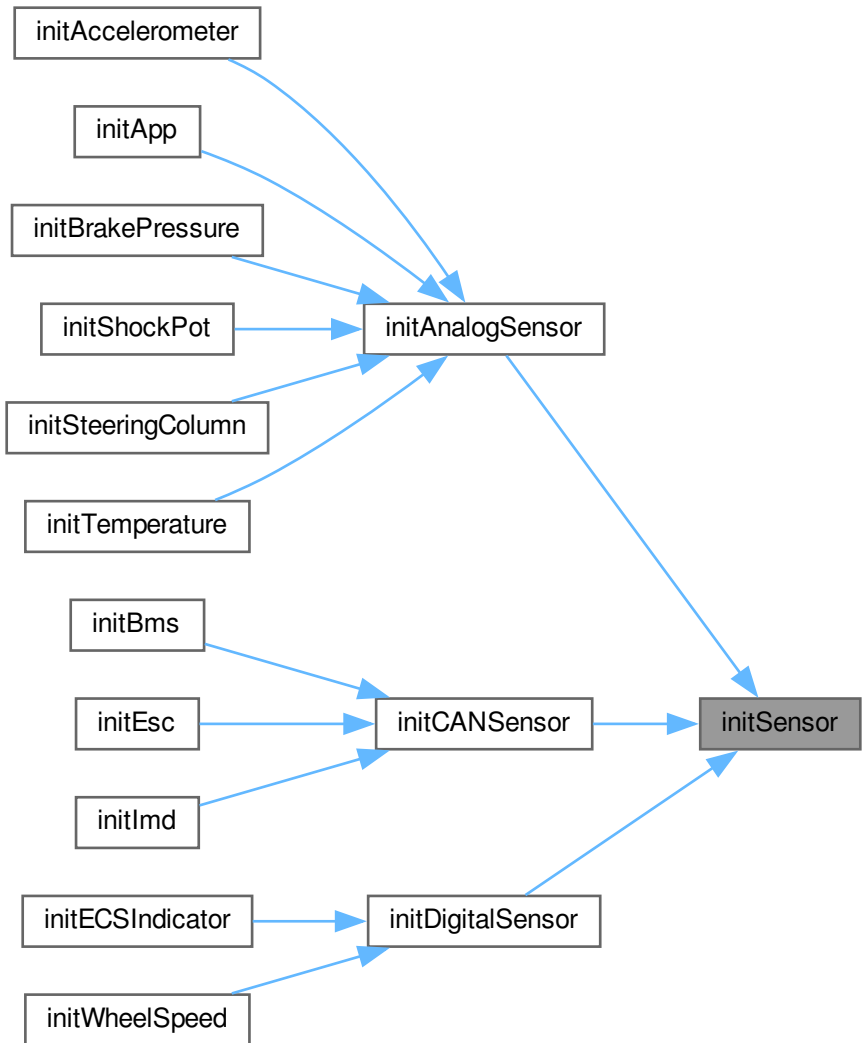 initAccelerometer
initApp
initBrakePressure
initShockPot
initAnalogSensor
initSteeringColumn
initTemperature
initBms
initEsc
initCANSensor
initSensor
initImd
initECSIndicator
initDigitalSensor
initWheelSpeed